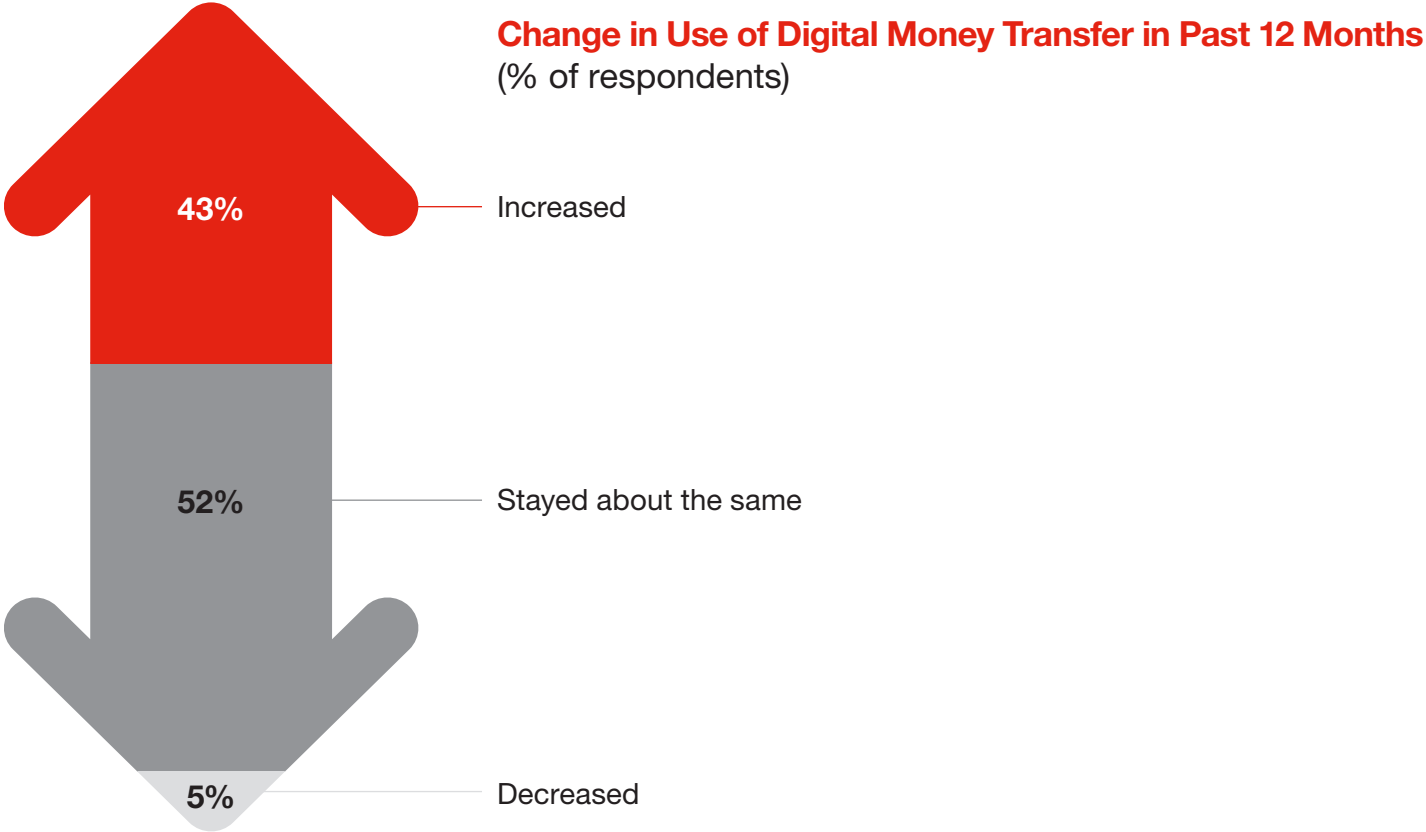 Change in Use of Digital Money Transfer in Past 12 Months
(% of respondents)
43%
Increased
52%
Stayed about the same
5%
Decreased